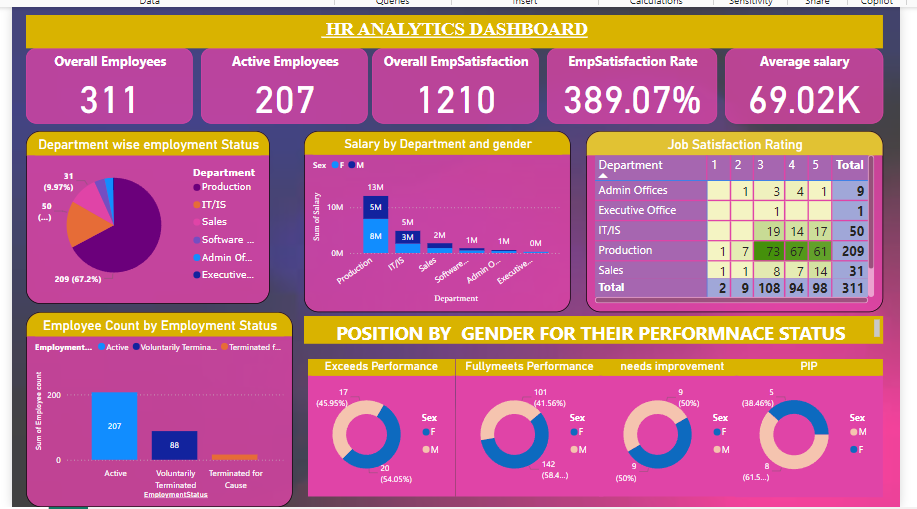 Data Queries Insert Calculations Sensitivity Share Copilot
HR ANALYTICS DASHBOARD
Overall Employees
311
Active Employees
207
Overall EmpSatisfaction
1210
EmpSatisfaction Rate
389.07%
Average salary
69.02K
Department wise employment Status
31
(9.97%)
50
(...)
209 (67.2%)
Department
Production
IT/IS
Sales
Software ...
Admin Of...
Executive...
Salary by Department and gender
Sex F M
Sum of Salary
10M
0M
13M
5M
8M
5M
3M
2M
1M
1M
0M
Production
IT/IS
Sales
Software...
Admin O...
Executive...
Department
Job Satisfaction Rating
Department 1 2 3 4 5 Total
Admin Offices 1 3 4 1 9
Executive Office 1 1
IT/IS 19 14 17 50
Production 1 7 73 67 61 209
Sales 1 1 8 7 14 31
Total 2 9 108 94 98 311
Employee Count by Employment Status
Employment... Active Voluntarily Termina... Terminated f...
Sum of Employee count
200
0
207
88
Active
Voluntarily
Terminated
Terminated for
Cause
EmploymentStatus
POSITION BY GENDER FOR THEIR PERFORMNACE STATUS
Exceeds Performance
17
(45.95%)
20
(54.05%)
Sex
F
M
Fullymeets Performance
101
(41.56%)
142
(58.4...)
Sex
F
M
needs improvement
9
(50%)
9
(50%)
Sex
F
M
PIP
5
(38.46%)
8
(61.5...)
Sex
M
F